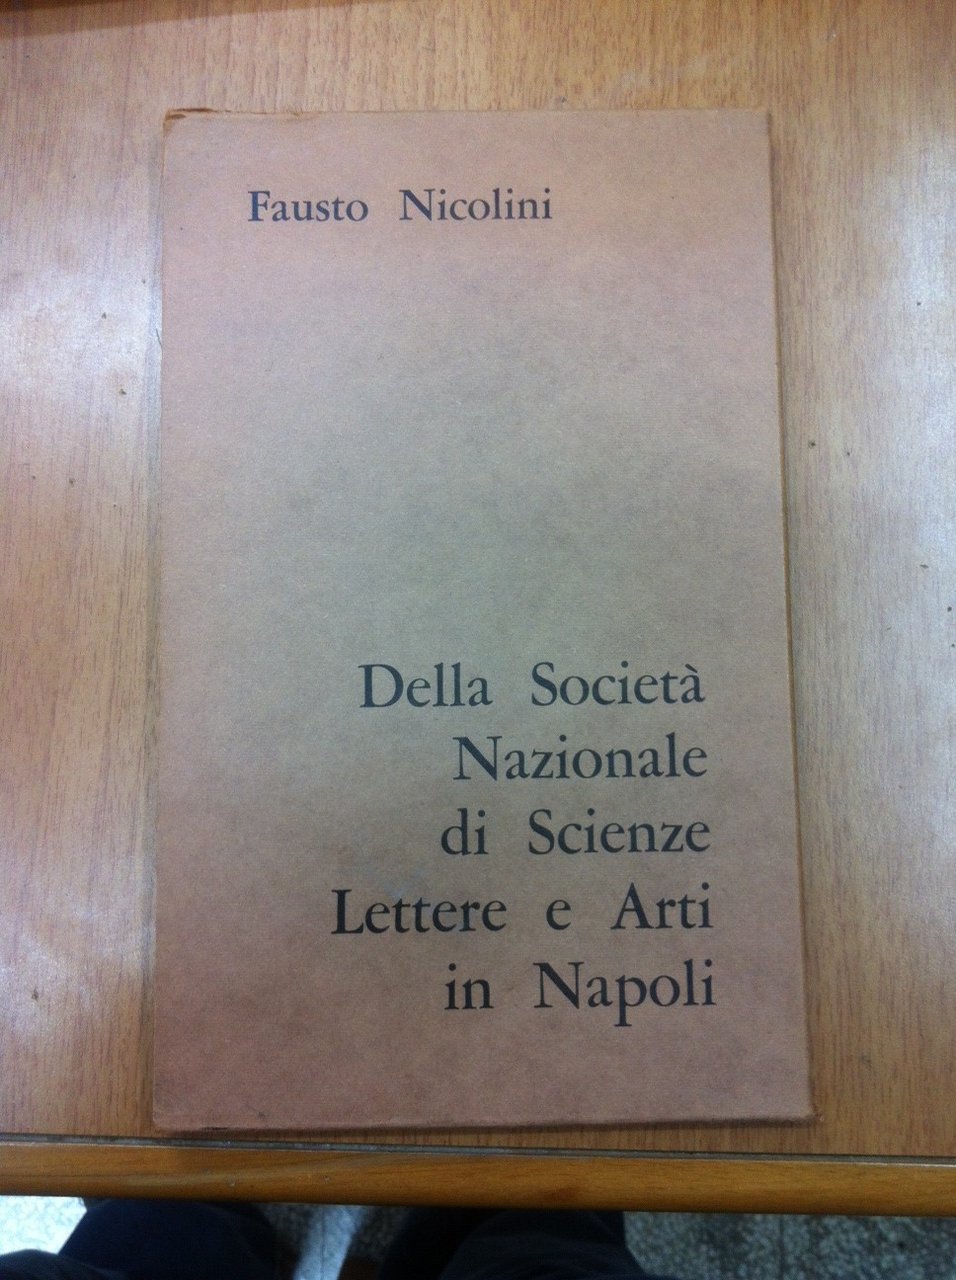 Fausto Nicolini
Della Società
Nazionale
di Scienze
Lettere e Arti
in Napoli